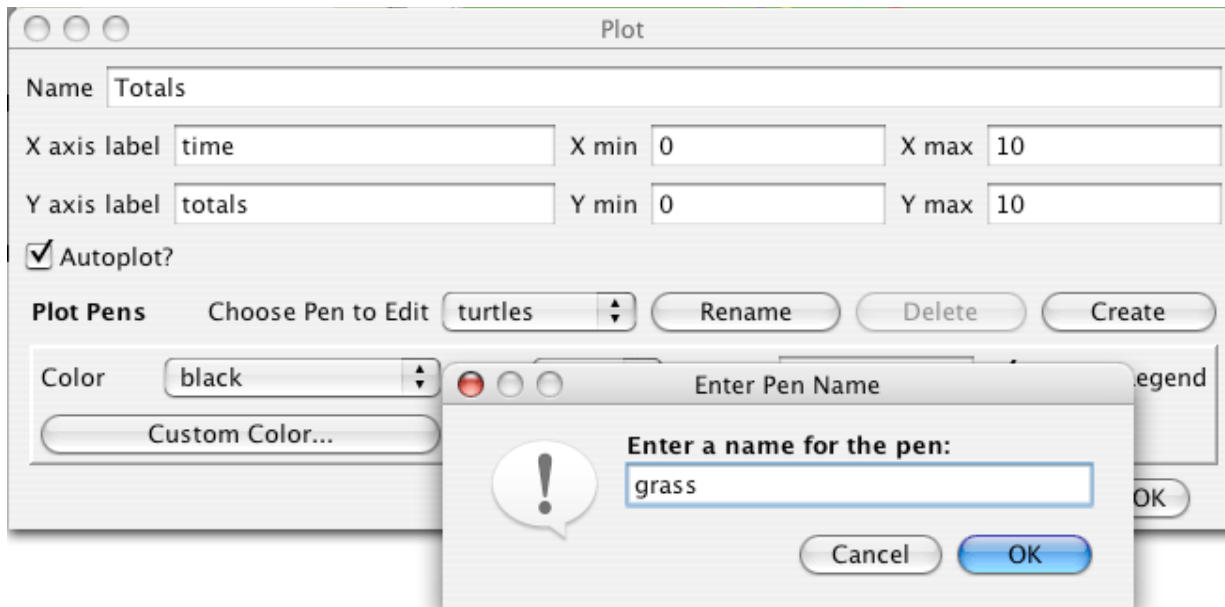 Plot
Name Totals
X axis label time X min 0 X max 10
Y axis label totals Y min 0 Y max 10
Autoplot?
Plot Pens Choose Pen to Edit turtles Rename Delete Create
Color black egend
Custom Color...
Enter Pen Name
Enter a name for the pen:
grass
OK
Cancel OK